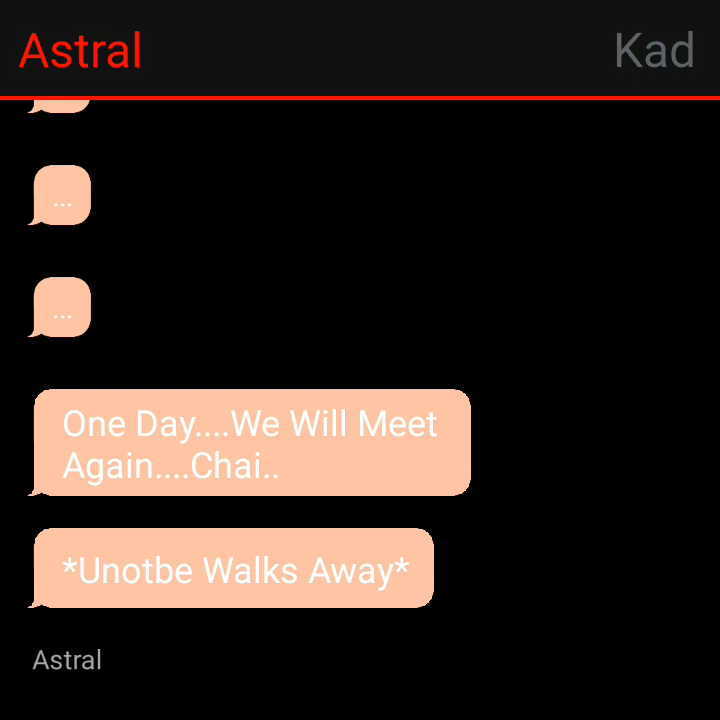 Astral
Kad
...
...
One Day....We Will Meet
Again....Chai..
*Unotbe Walks Away*
Astral